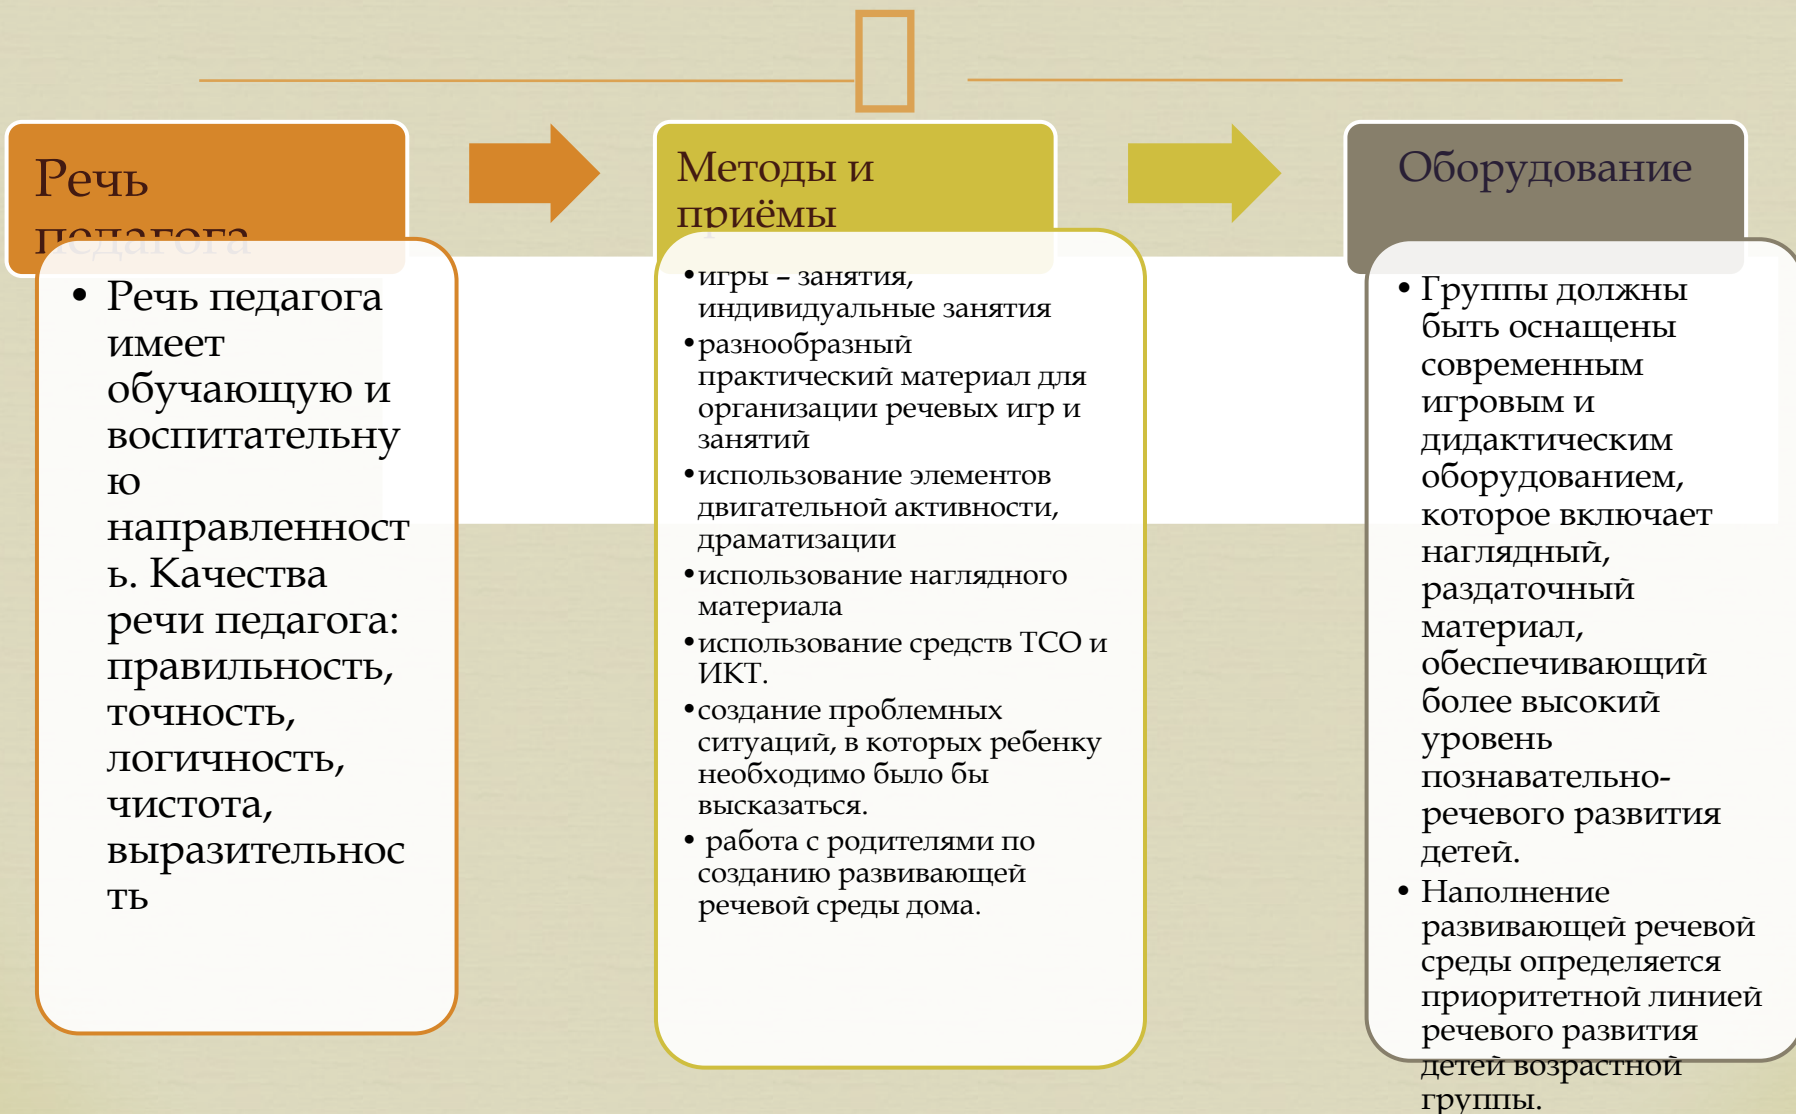 Речь
педагога
• Речь педагога
имеет
обучающую и
воспитательну
ю
направленност
ь. Качества
речи педагога:
правильность,
точность,
логичность,
чистота,
выразительнос
ть
Методы и
приёмы
•игры – занятия,
индивидуальные занятия
•разнообразный
практический материал для
организации речевых игр и
занятий
•использование элементов
двигательной активности,
драматизации
•использование наглядного
материала
•использование средств ТСО и
ИКТ.
•создание проблемных
ситуаций, в которых ребенку
необходимо было бы
высказаться.
• работа с родителями по
созданию развивающей
речевой среды дома.
Оборудование
• Группы должны
быть оснащены
современным
игровым и
дидактическим
оборудованием,
которое включает
наглядный,
раздаточный
материал,
обеспечивающий
более высокий
уровень
познавательно-
речевого развития
детей.
• Наполнение
развивающей речевой
среды определяется
приоритетной линией
речевого развития
детей возрастной
группы.